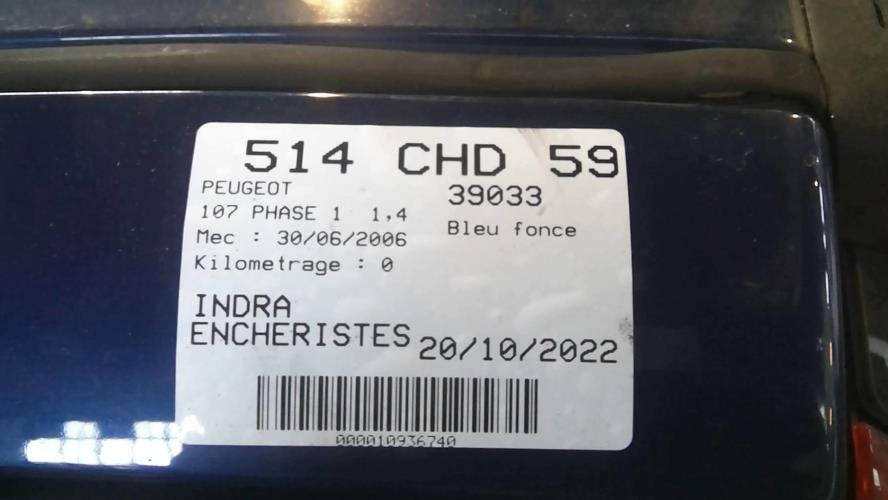 514 CHD 59
PEUGEOT 39033
107 PHASE 1 1,4
Bleu fonce
Mec : 30/06/2006
Kilometrage : 0
INDRA
ENCHERISTES 20/10/2022
000010936740